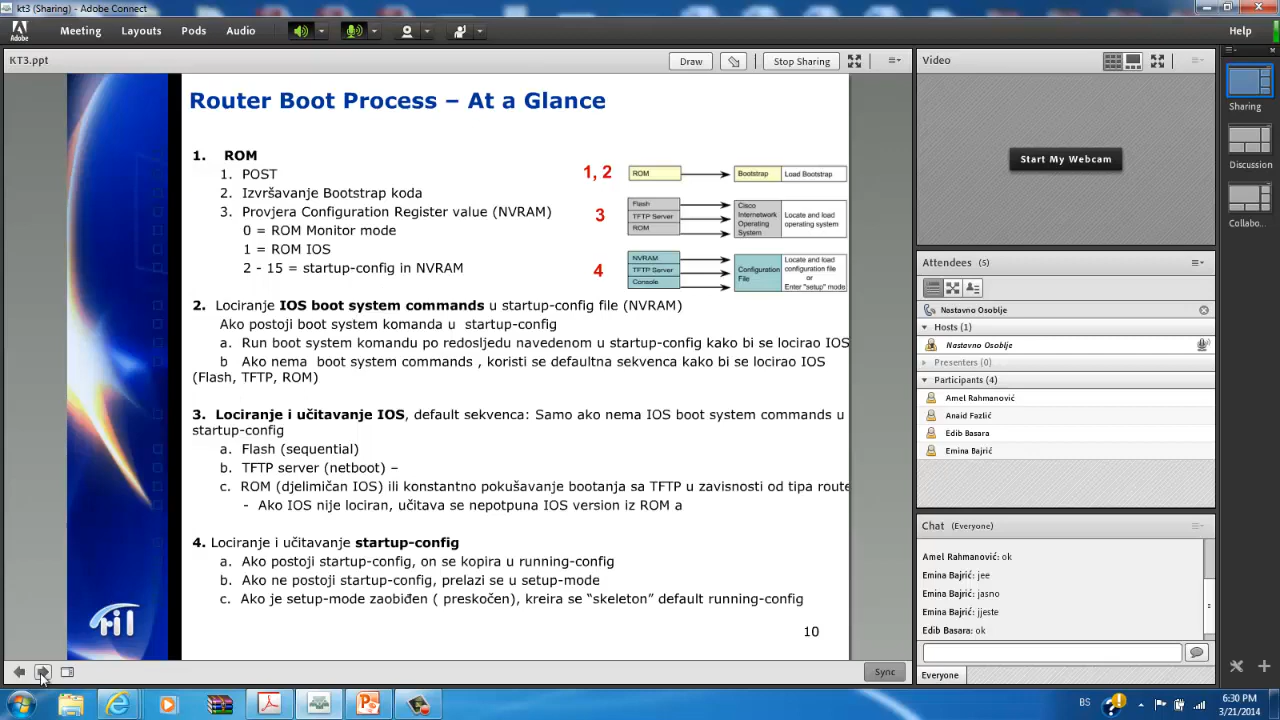 kt3 (Sharing) - Adobe Connect
Adobe
Meeting Layouts Pods Audio Help
KT3.ppt
Draw Stop Sharing
Router Boot Process – At a Glance
1. ROM
1. POST
2. Izvršavanje Bootstrap koda
3. Provjera Configuration Register value (NVRAM)
0 = ROM Monitor mode
1 = ROM IOS
2 - 15 = startup-config in NVRAM
1, 2
ROM Bootstrap Load Bootstrap
3
Flash
TFTP Server
ROM
Cisco
Internetwork
Operating
System
Locate and load
operating system
4
NVRAM
TFTP Server
Console
Configuration
File
Locate and load
configuration file
or
Enter "setup" mode
2. Lociranje IOS boot system commands u startup-config file (NVRAM)
Ako postoji boot system komanda u startup-config
a. Run boot system komandu po redosljedu navedenom u startup-config kako bi se locirao IOS
b Ako nema boot system commands , koristi se defaultna sekvenca kako bi se locirao IOS
(Flash, TFTP, ROM)
3. Lociranje i učitavanje IOS, default sekvenca: Samo ako nema IOS boot system commands u
startup-config
a. Flash (sequential)
b. TFTP server (netboot) –
c. ROM (djelimičan IOS) ili konstantno pokušavanje bootanja sa TFTP u zavisnosti od tipa route
- Ako IOS nije lociran, učitava se nepotpuna IOS version iz ROM a
4. Lociranje i učitavanje startup-config
a. Ako postoji startup-config, on se kopira u running-config
b. Ako ne postoji startup-config, prelazi se u setup-mode
c. Ako je setup-mode zaobiđen ( preskočen), kreira se “skeleton” default running-config
10
Sync
Video
Start My Webcam
Attendees (5)
Nastavno Osoblje
Hosts (1)
Nastavno Osoblje
Presenters (0)
Participants (4)
Amel Rahmanović
Anaid Fazlić
Edib Basara
Emina Bajrić
Chat (Everyone)
Amel Rahmanović: ok
Emina Bajrić: jee
Emina Bajrić: jasno
Emina Bajrić: jjeste
Edib Basara: ok
Everyone
Sharing
Discussion
Collabo...
BS
6:30 PM
3/21/2014